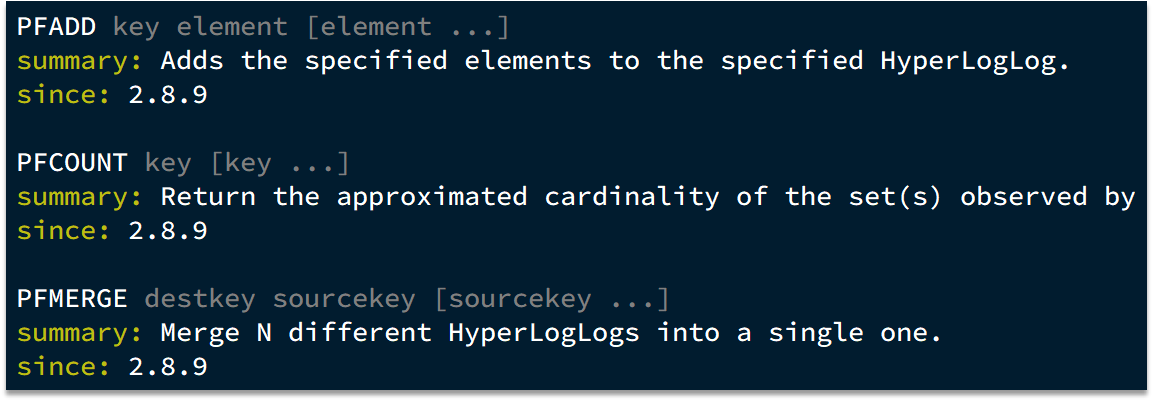 PFADD key element [element ...]
summary: Adds the specified elements to the specified HyperLogLog.
since: 2.8.9
PFCOUNT key [key ...]
summary: Return the approximated cardinality of the set(s) observed by
since: 2.8.9
PFMERGE destkey sourcekey [sourcekey ...]
summary: Merge N different HyperLogLogs into a single one.
since: 2.8.9